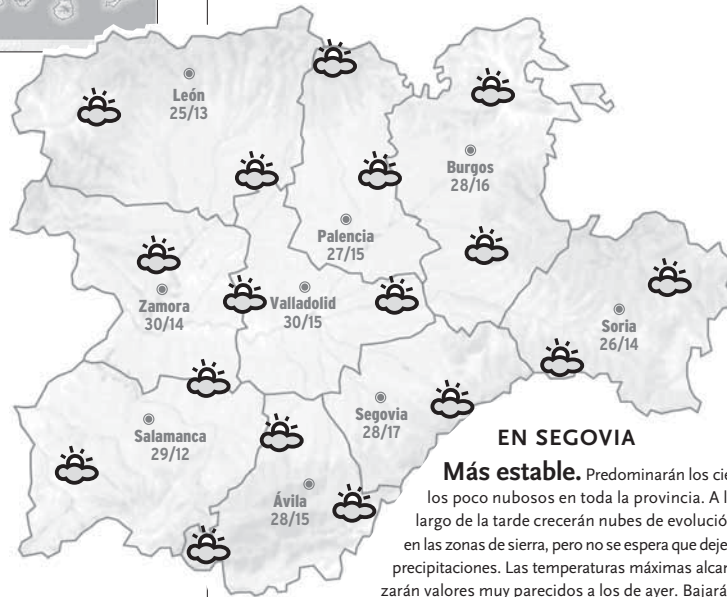 León
25/13
Burgos
28/16
Palencia
27/15
Zamora
30/14
Valladolid
30/15
Soria
26/14
Segovia
28/17
Salamanca
29/12
Ávila
28/15
EN SEGOVIA
Más estable. Predominarán los cie
los poco nubosos en toda la provincia. A l
largo de la tarde crecerán nubes de evolució
en las zonas de sierra, pero no se espera que deje
precipitaciones. Las temperaturas máximas alcan
zarán valores muy parecidos a los de ayer. Bajará